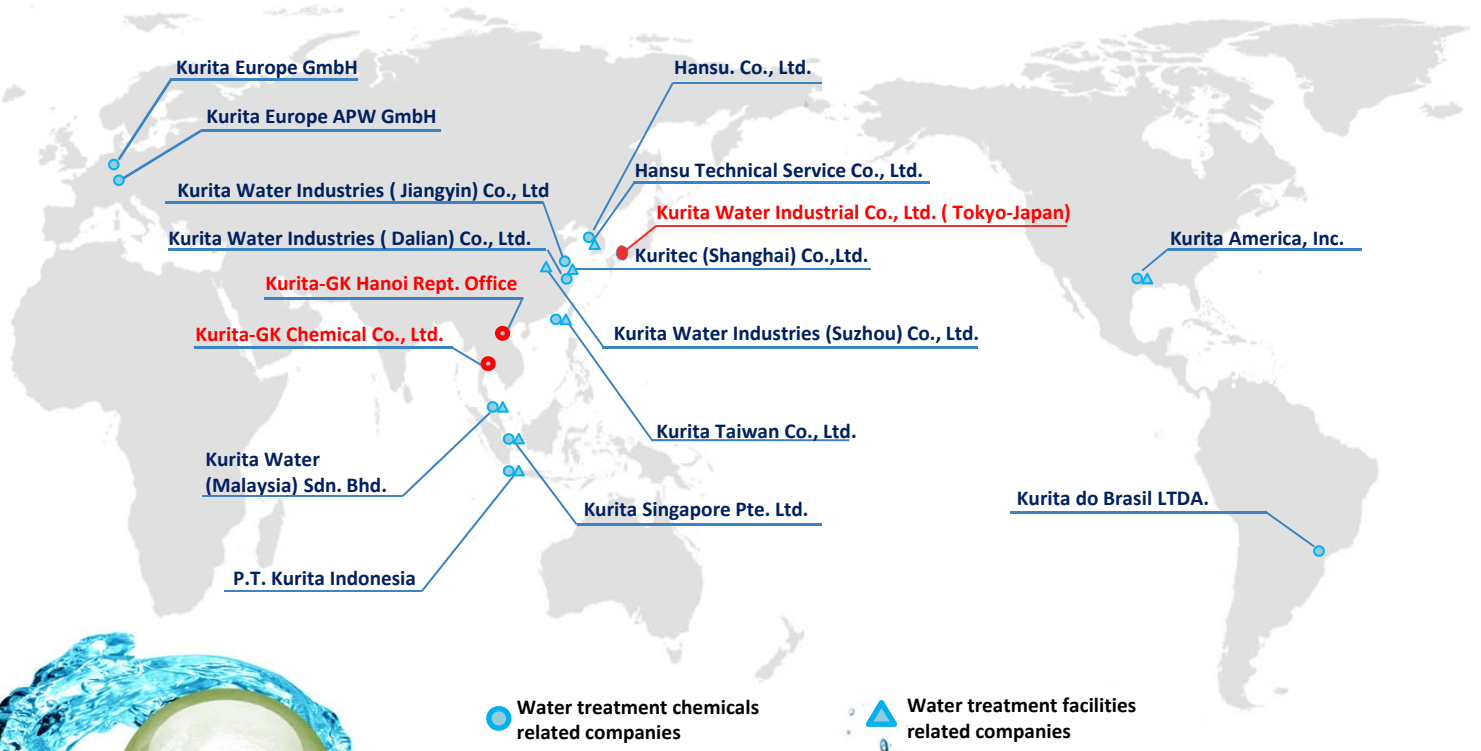 Kurita Europe GmbH
Hansu. Co., Ltd.
Kurita Europe APW GmbH
Hansu Technical Service Co., Ltd.
Kurita Water Industries ( Jiangyin) Co., Ltd
Kurita Water Industrial Co., Ltd. ( Tokyo-Japan)
Kurita Water Industries ( Dalian) Co., Ltd.
Kuritec (Shanghai) Co.,Ltd.
Kurita America, Inc.
Kurita-GK Hanoi Rept. Office
Kurita-GK Chemical Co., Ltd.
Kurita Water Industries (Suzhou) Co., Ltd.
Kurita Taiwan Co., Ltd.
Kurita Water
(Malaysia) Sdn. Bhd.
Kurita Singapore Pte. Ltd.
Kurita do Brasil LTDA.
P.T. Kurita Indonesia
Water treatment chemicals
related companies
Water treatment facilities
related companies